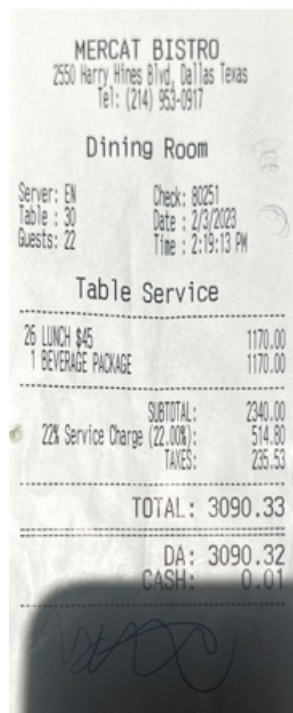 MERCAT BISTRO
2550 Harry Hines Blvd, Dallas Texas
Tel: (214) 953-0917
Dining Room
Server: EN Check: 80251
Table : 30 Date : 2/3/2023
Guests: 22 Time : 2:19:13 PM
Table Service
26 LUNCH $45 1170.00
1 BEVERAGE PACKAGE 1170.00
SUBTOTAL: 2340.00
22% Service Charge (22.00%): 514.80
TAXES: 235.53
TOTAL: 3090.33
DA: 3090.32
CASH: 0.01